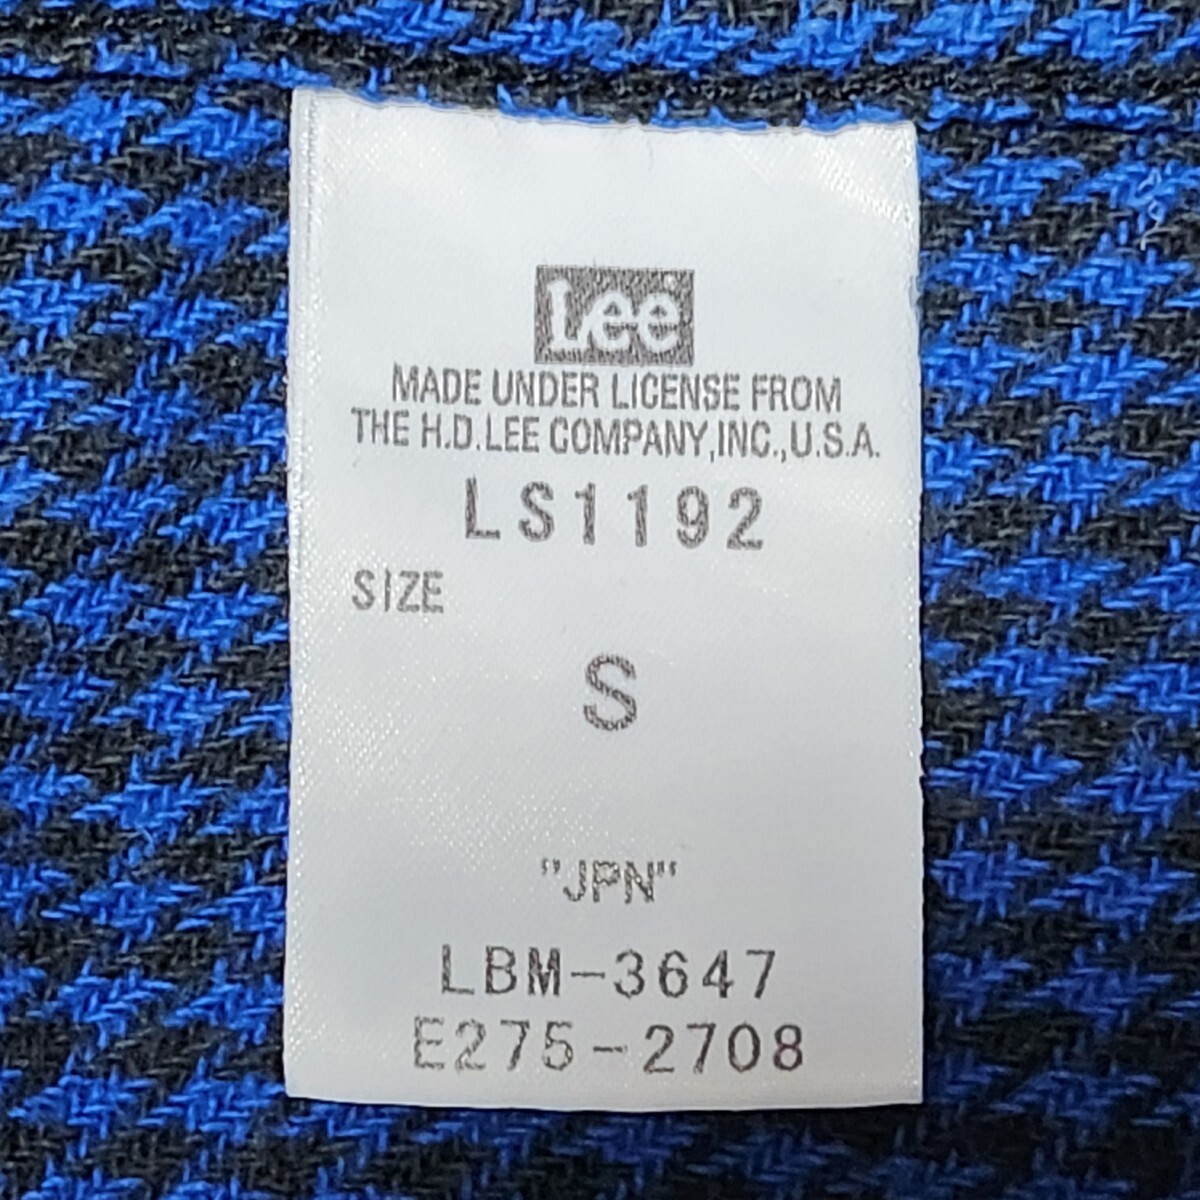 Lee
MADE UNDER LICENSE FROM
THE H.D.LEE COMPANY,INC.,U.S.A.
LS1192
SIZE
S
"JPN"
LBM-3647
E275-2708